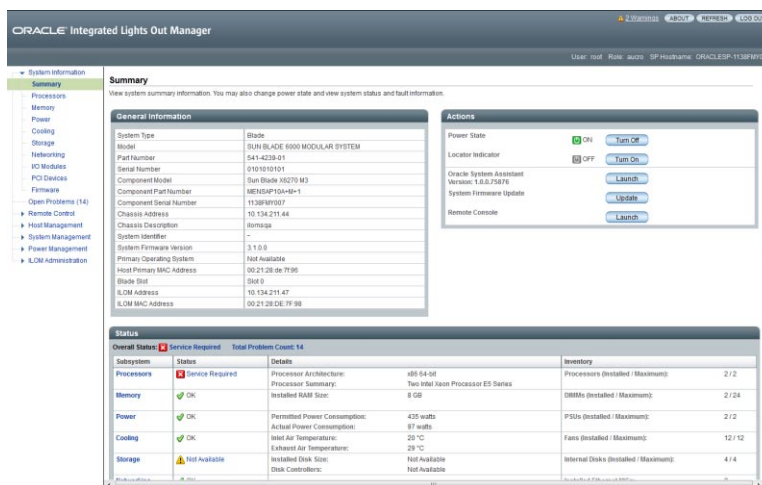 2 Warnings ABOUT REFRESH LOG OU
ORACLE Integrated Lights Out Manager
User: root Role: aucro SP Hostname: ORACLESP-1138FMY0
System Information
Summary
Processors
Memory
Power
Cooling
Storage
Networking
I/O Modules
PCI Devices
Firmware
Open Problems (14)
Remote Control
Host Management
System Management
Power Management
ILOM Administration
Summary
View system summary information. You may also change power state and view system status and fault information.
General Information
System Type Blade
Model SUN BLADE 6000 MODULAR SYSTEM
Part Number 541-4239-01
Serial Number 0101010101
Component Model Sun Blade X6270 M3
Component Part Number MENSAP10A+M+1
Component Serial Number 1138FMY007
Chassis Address 10.134.211.44
Chassis Description ilomsqa
System Identifier -
System Firmware Version 3.1.0.0
Primary Operating System Not Available
Host Primary MAC Address 00:21:28:de:7f:96
Blade Slot Slot 0
ILOM Address 10.134.211.47
ILOM MAC Address 00:21:28:DE:7F:98
Actions
Power State ON Turn Off
Locator Indicator OFF Turn On
Oracle System Assistant
Version: 1.0.0.75876 Launch
System Firmware Update Update
Remote Console Launch
Status
Overall Status: Service Required Total Problem Count: 14
Subsystem Status Details Inventory
Processors Service Required Processor Architecture: x86 64-bit Processors (Installed / Maximum): 2 / 2
Processor Summary: Two Intel Xeon Processor E5 Series
Memory OK Installed RAM Size: 8 GB DIMMs (Installed / Maximum): 2 / 24
Power OK Permitted Power Consumption: 435 watts PSUs (Installed / Maximum): 2 / 2
Actual Power Consumption: 97 watts
Cooling OK Inlet Air Temperature: 20 °C Fans (Installed / Maximum): 12 / 12
Exhaust Air Temperature: 29 °C
Storage Not Available Installed Disk Size: Not Available Internal Disks (Installed / Maximum): 4 / 4
Disk Controllers: Not Available